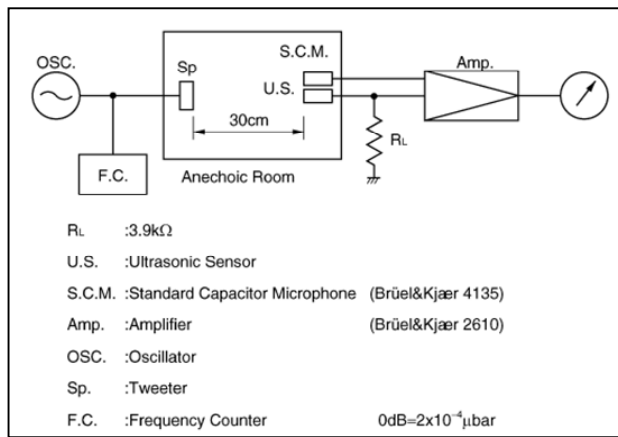 OSC.
Sp
S.C.M.
U.S.
Amp.
30cm
RL
F.C.
Anechoic Room
RL :3.9kΩ
U.S. :Ultrasonic Sensor
S.C.M. :Standard Capacitor Microphone (Brüel&Kjær 4135)
Amp. :Amplifier (Brüel&Kjær 2610)
OSC. :Oscillator
Sp. :Tweeter
F.C. :Frequency Counter 0dB=2x10⁻⁴μbar